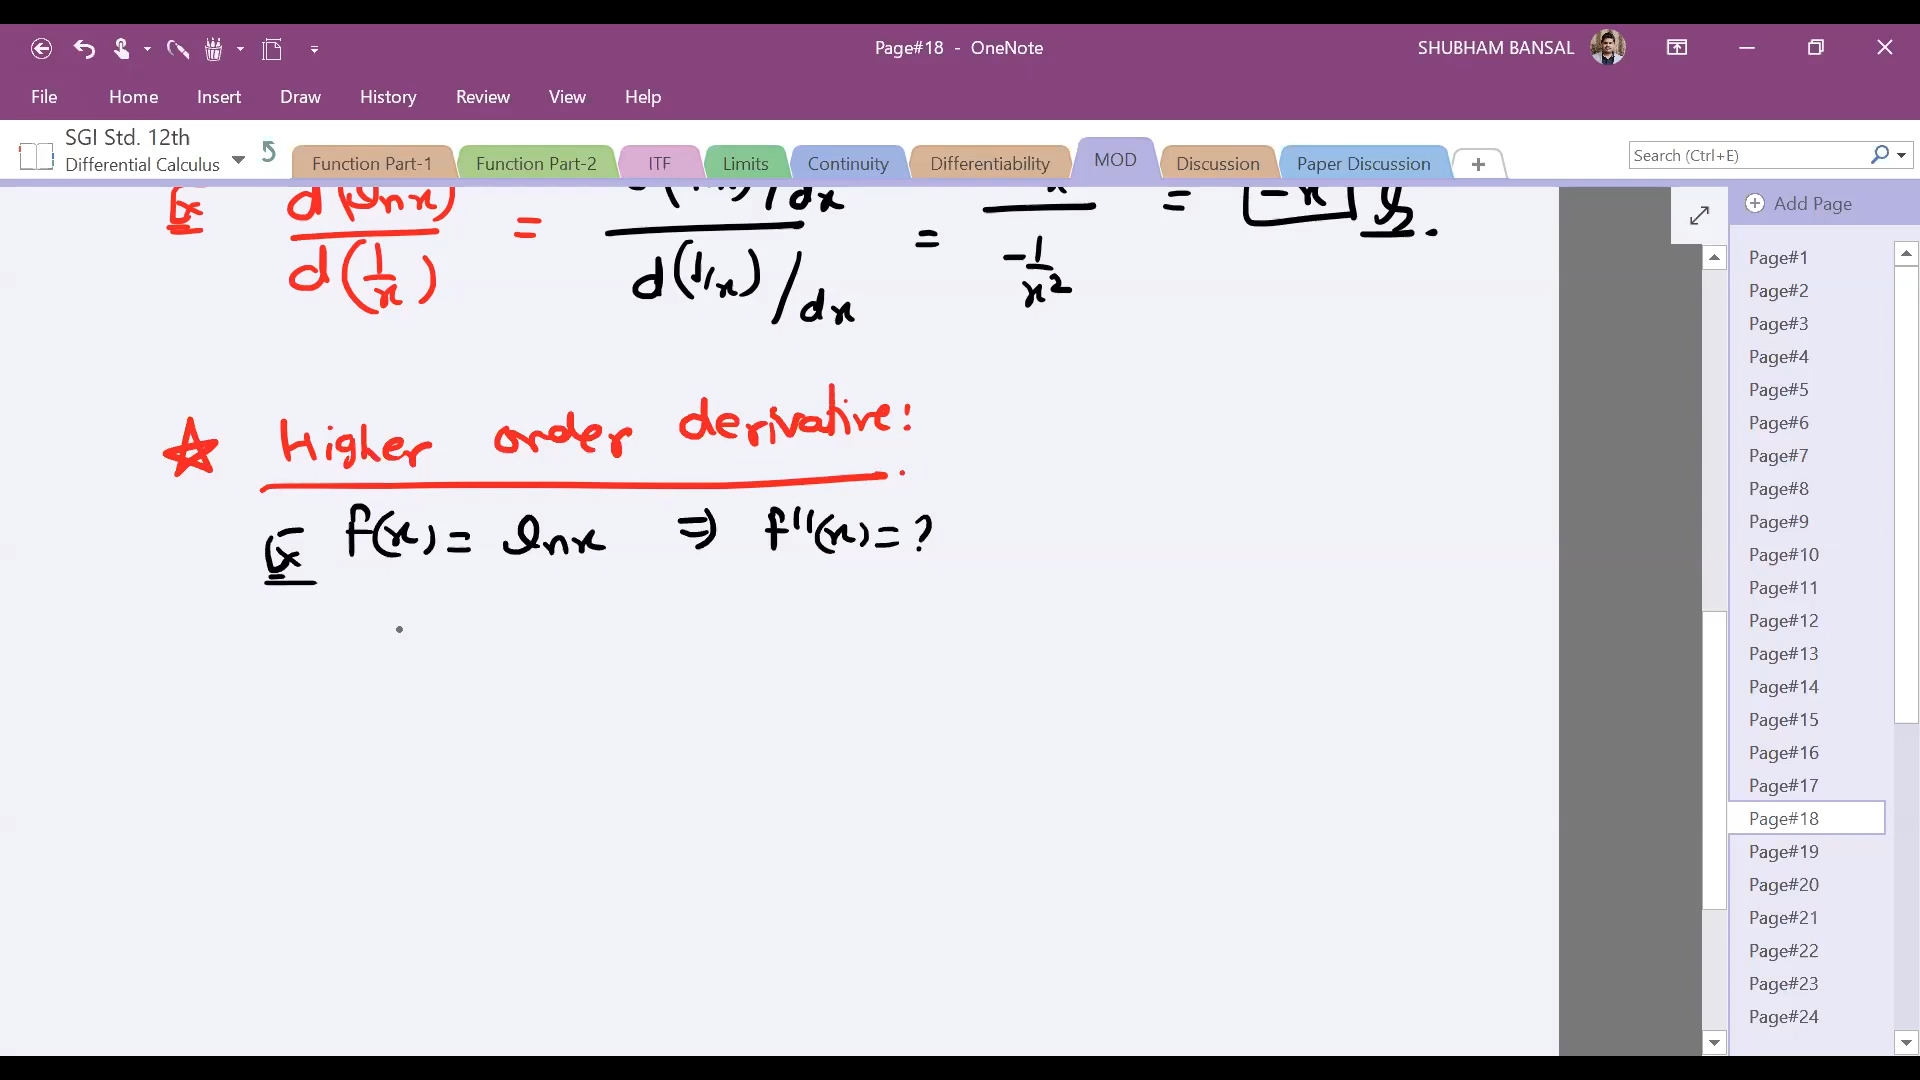 Page#18 - OneNote
SHUBHAM BANSAL
File Home Insert Draw History Review View Help
SGI Std. 12th
Differential Calculus
Function Part-1 Function Part-2 ITF Limits Continuity Differentiability MOD Discussion Paper Discussion +
Search (Ctrl+E)
Add Page
Ex d(lnx) / d(1/x) = /dx / d(1/x)/dx = / -1/x² = -x y.
☆ Higher order derivative:
Ex f(x) = lnx ⇒ f''(x) = ?
Page#1
Page#2
Page#3
Page#4
Page#5
Page#6
Page#7
Page#8
Page#9
Page#10
Page#11
Page#12
Page#13
Page#14
Page#15
Page#16
Page#17
Page#18
Page#19
Page#20
Page#21
Page#22
Page#23
Page#24